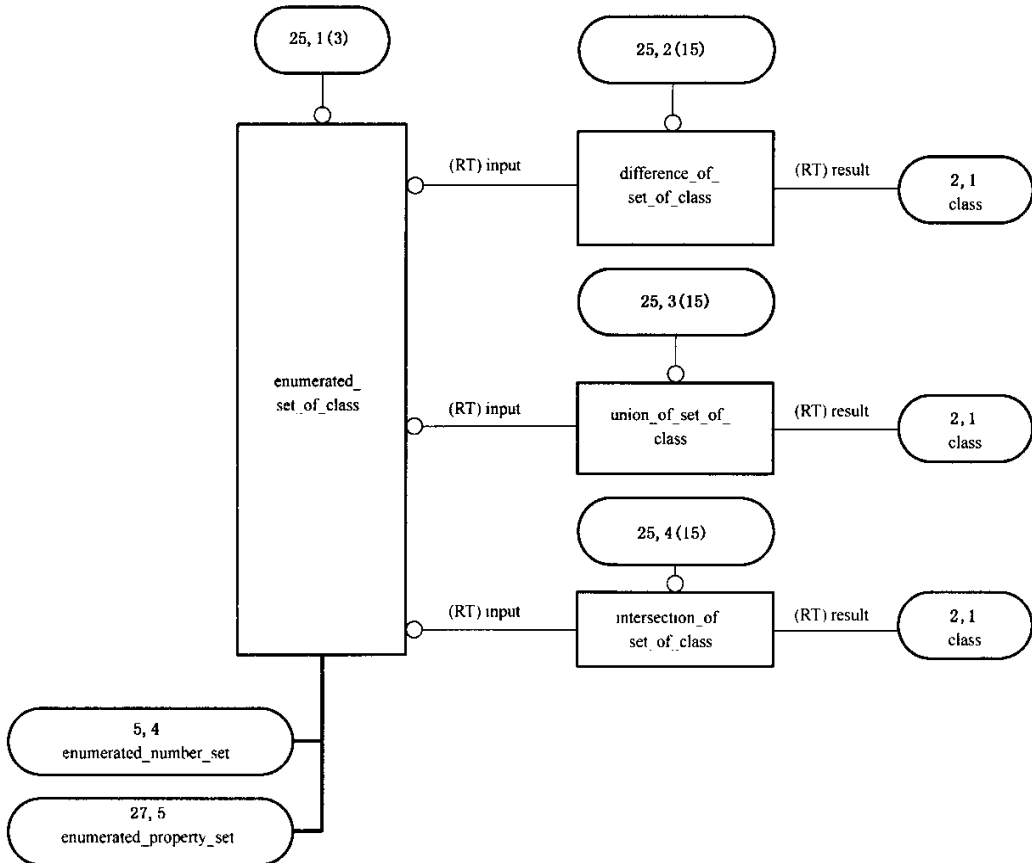 25, 1(3)
25, 2(15)
(RT) input
difference_of_
set_of_class
(RT) result
2, 1
class
25, 3(15)
enumerated_
set_of_class
(RT) input
union_of_set_of_
class
(RT) result
2, 1
class
25, 4(15)
(RT) input
intersection_of
set_of_class
(RT) result
2, 1
class
5, 4
enumerated_number_set
27, 5
enumerated_property_set